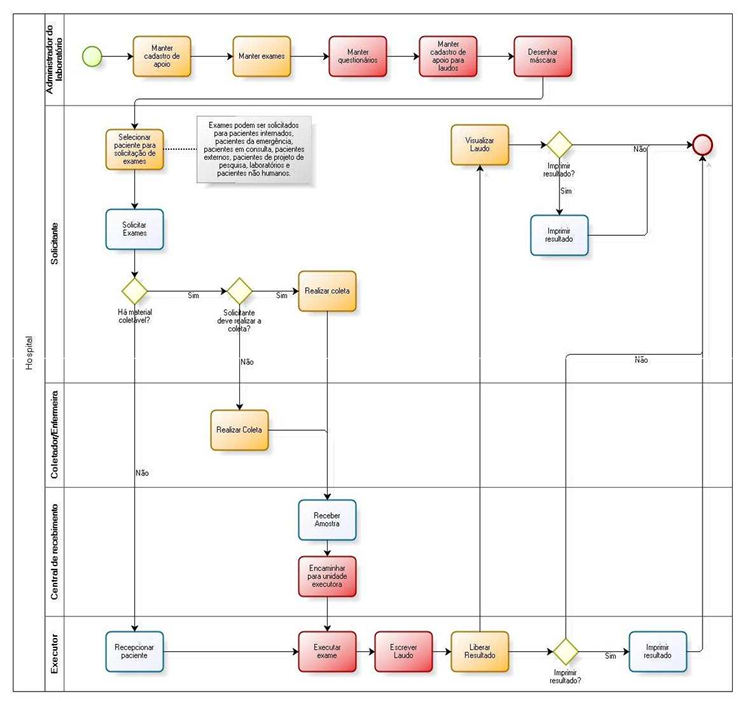 Hospital
Administrador do
laboratório
Manter
cadastro de
apoio
Manter exames
Manter
questionários
Manter
cadastro de
apoio para
laudos
Desenhar
máscara
Solicitante
Selecionar
paciente para
solicitação de
exames
Exames podem ser solicitados
para pacientes internados,
pacientes da emergência,
pacientes em consulta, pacientes
externos, pacientes de projeto de
pesquisa, laboratórios e
pacientes não humanos.
Visualizar
Laudo
Imprimir
resultado?
Não
Sim
Imprimir
resultado
Solicitar
Exames
Há material
coletável?
Sim
Solicitante
deve realizar a
coleta?
Sim
Realizar coleta
Não
Não
Coletador/Enfermeira
Realizar Coleta
Não
Central de recebimento
Receber
Amostra
Encaminhar
para unidade
executora
Executor
Recepcionar
paciente
Executar
exame
Escrever
Laudo
Liberar
Resultado
Imprimir
resultado?
Sim
Imprimir
resultado